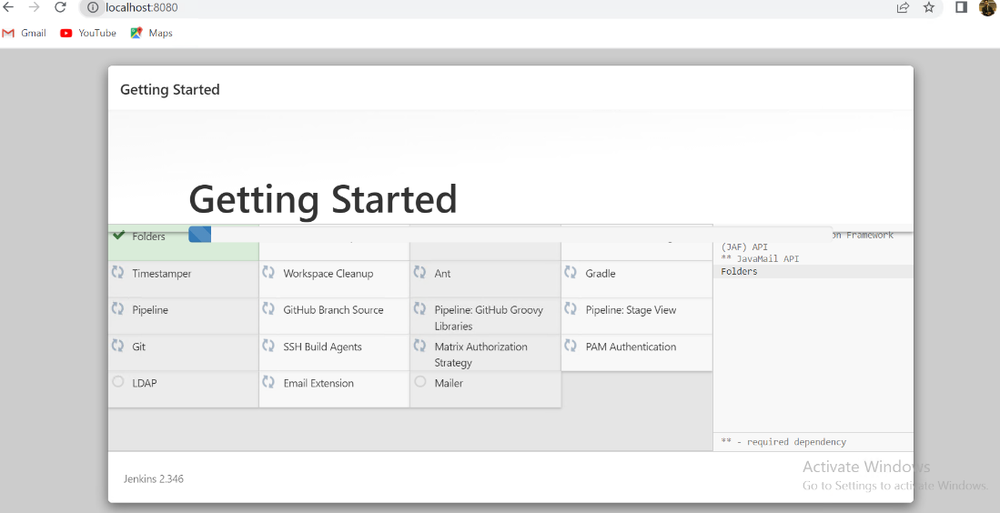 localhost:8080
Gmail YouTube Maps
Getting Started
Getting Started
Folders
on Framework
(JAF) API
** JavaMail API
Folders
Timestamper Workspace Cleanup Ant Gradle
Pipeline GitHub Branch Source Pipeline: GitHub Groovy Pipeline: Stage View
Libraries
Git SSH Build Agents Matrix Authorization PAM Authentication
Strategy
LDAP Email Extension Mailer
** - required dependency
Jenkins 2.346
Activate Windows
Go to Settings to activate Windows.